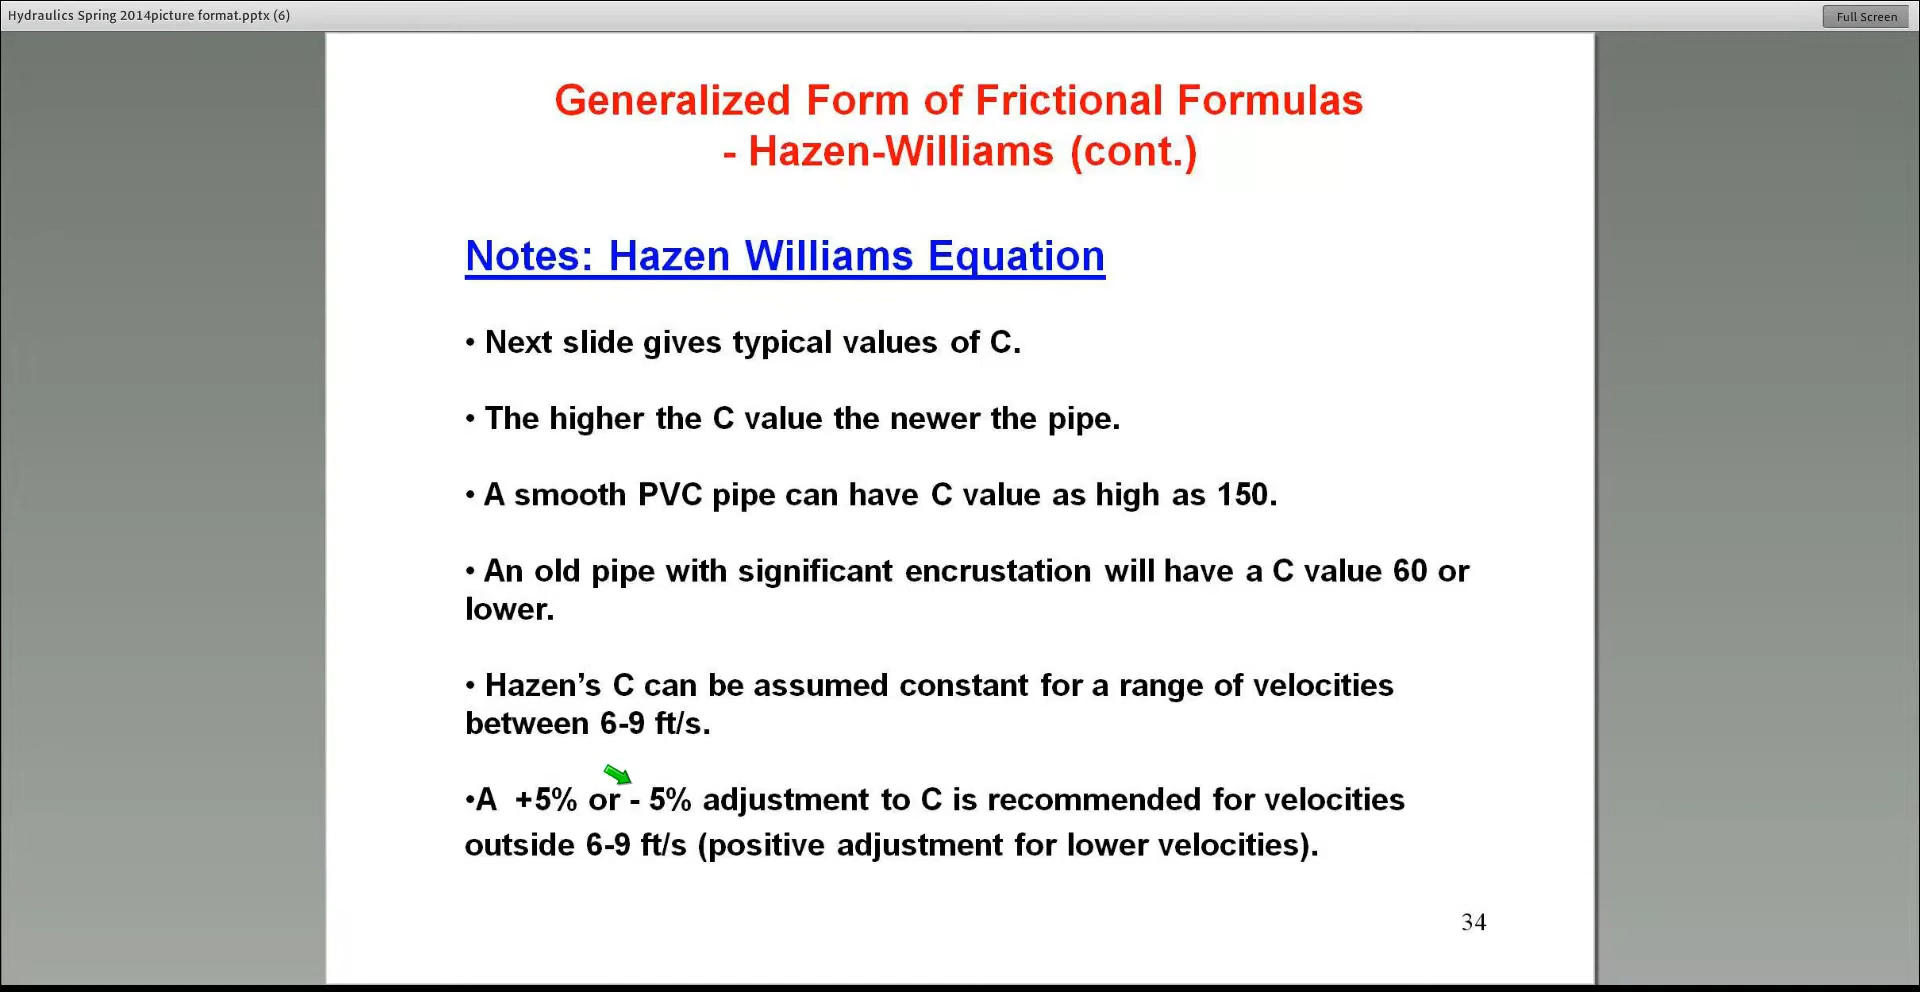 Hydraulics Spring 2014picture format.pptx (6)
Full Screen
Generalized Form of Frictional Formulas
- Hazen-Williams (cont.)
Notes: Hazen Williams Equation
• Next slide gives typical values of C.
• The higher the C value the newer the pipe.
• A smooth PVC pipe can have C value as high as 150.
• An old pipe with significant encrustation will have a C value 60 or
lower.
• Hazen’s C can be assumed constant for a range of velocities
between 6-9 ft/s.
•A +5% or - 5% adjustment to C is recommended for velocities
outside 6-9 ft/s (positive adjustment for lower velocities).
34